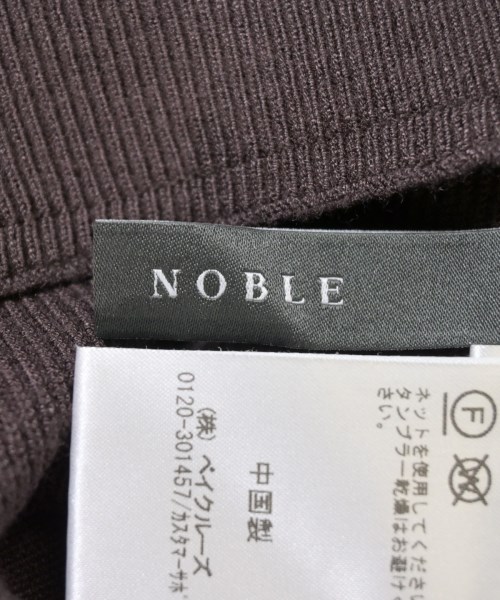 NOBLE
F
ネットを使用してください
タンブラー乾燥はお避けく
さい。
中国製
(株)ベイクルーズ
0120-301457/カスタマーサポ